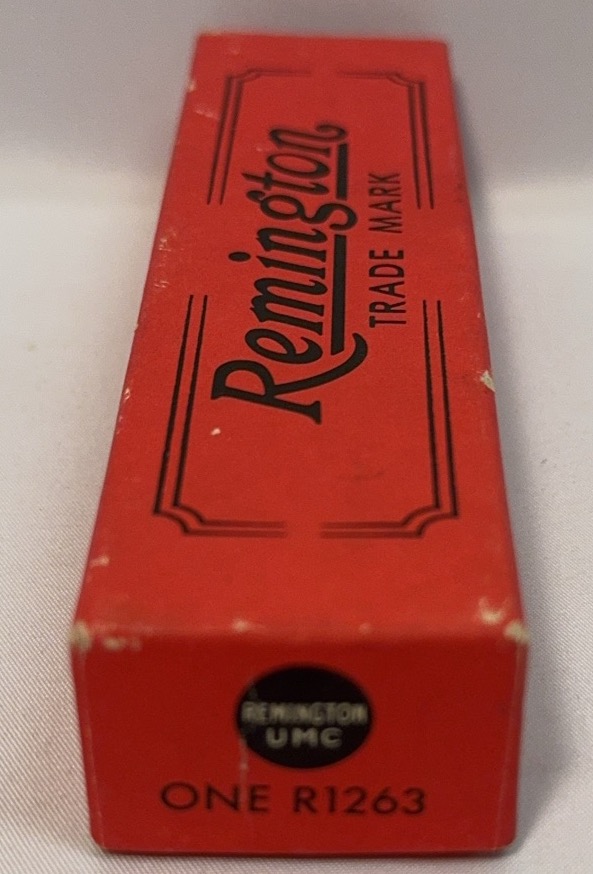 Remington
TRADE MARK
REMINGTON
UMC
ONE R1263